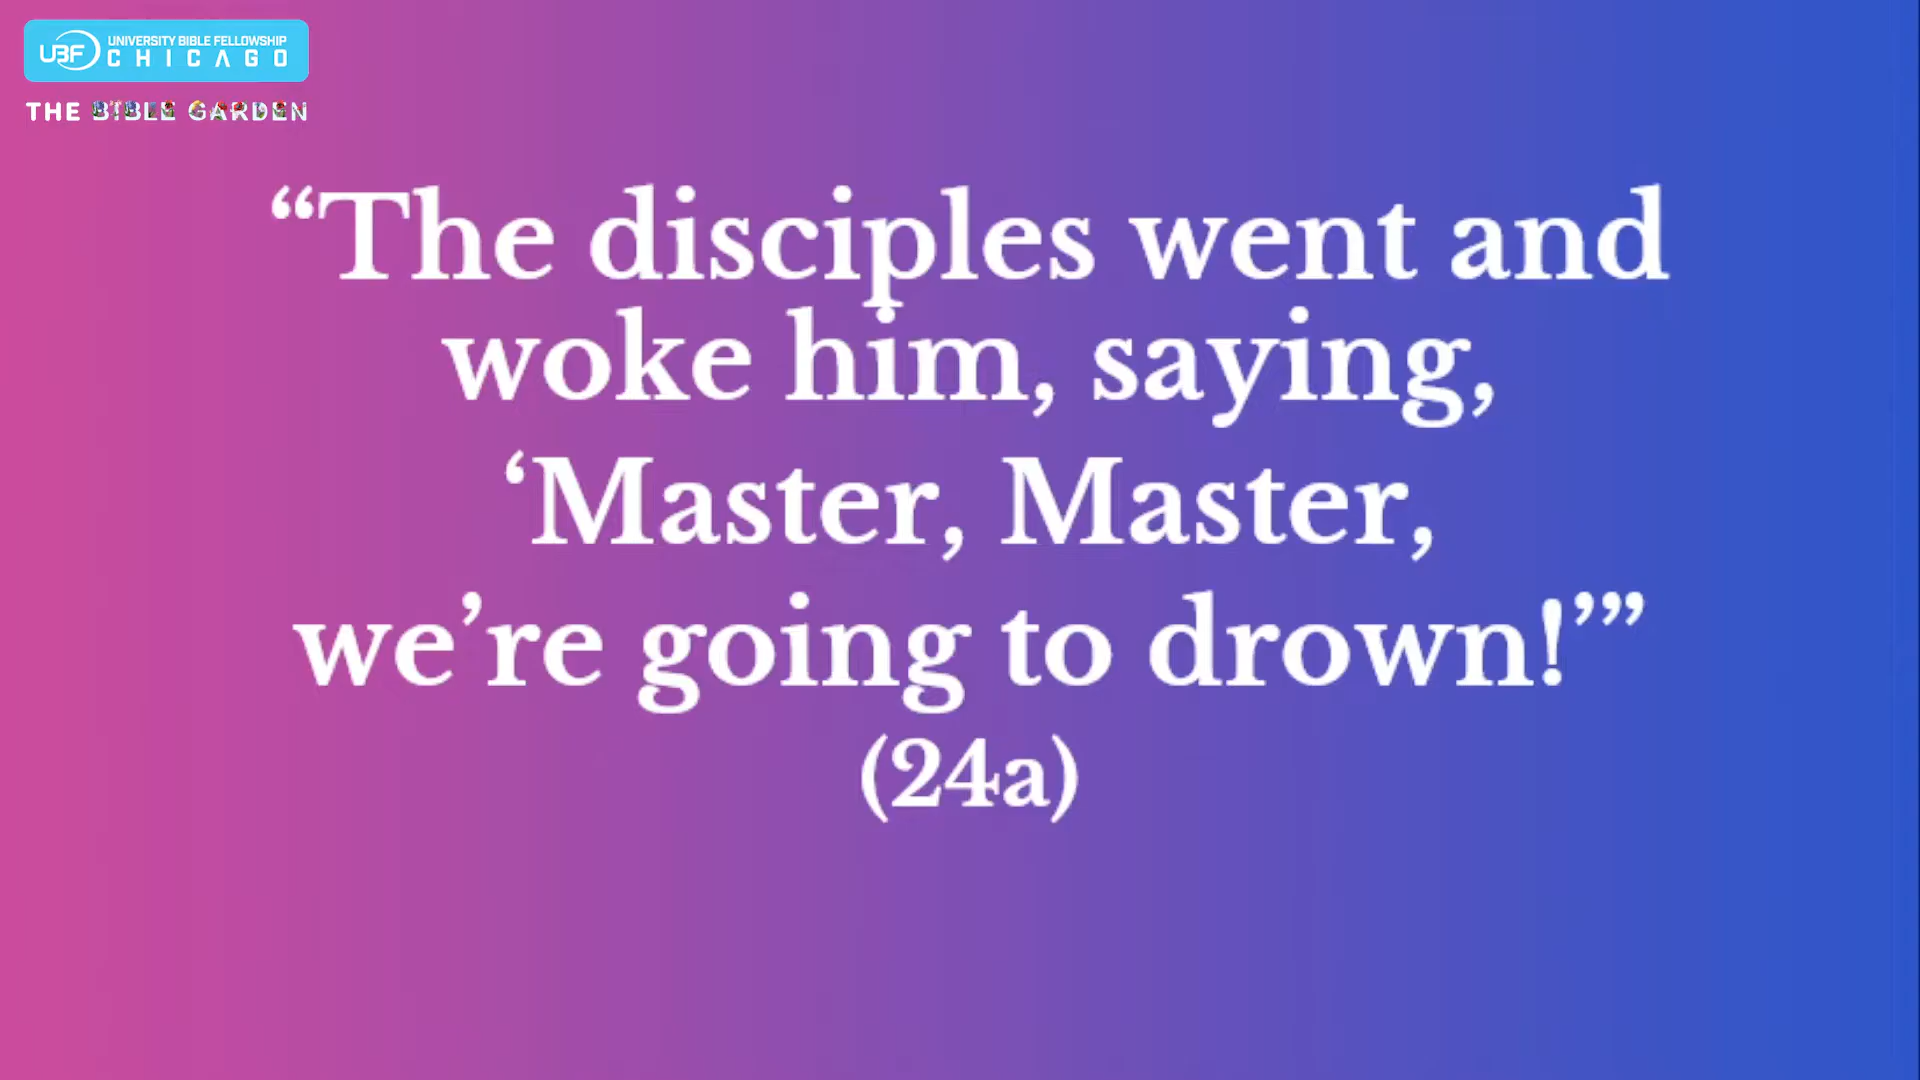 UBF UNIVERSITY BIBLE FELLOWSHIP
CHICAGO
THE BIBLE GARDEN
“The disciples went and
woke him, saying,
‘Master, Master,
we’re going to drown!’”
(24a)